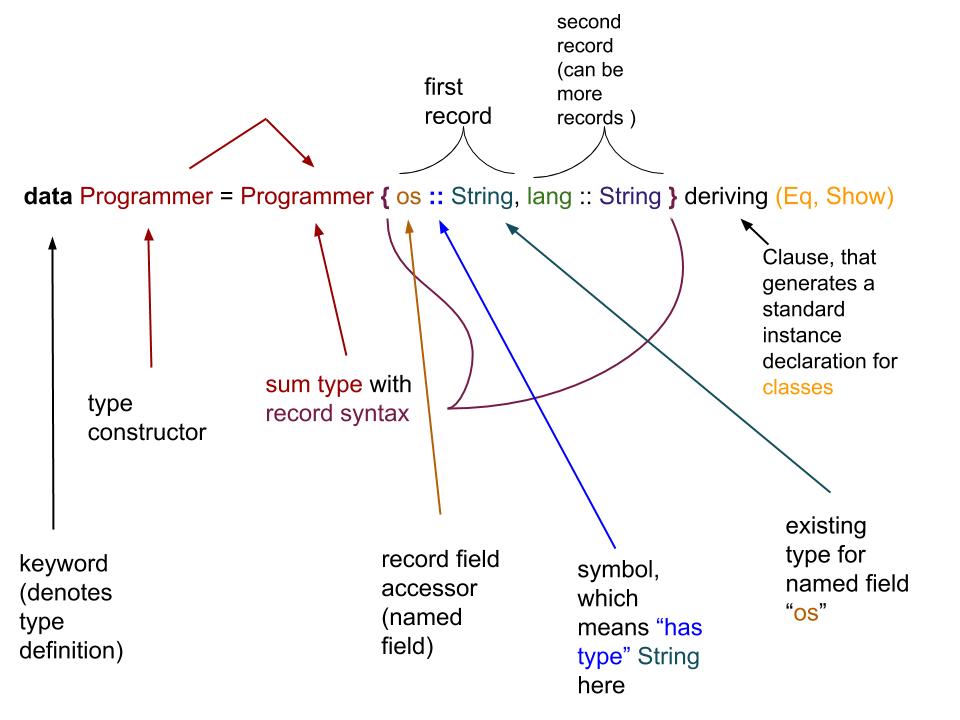 second
record
(can be
more
records )
first
record
data Programmer = Programmer { os :: String, lang :: String } deriving (Eq, Show)
Clause, that
generates a
standard
instance
declaration for
classes
type
constructor
sum type with
record syntax
keyword
(denotes
type
definition)
record field
accessor
(named
field)
symbol,
which
means “has
type” String
here
existing
type for
named field
“os”